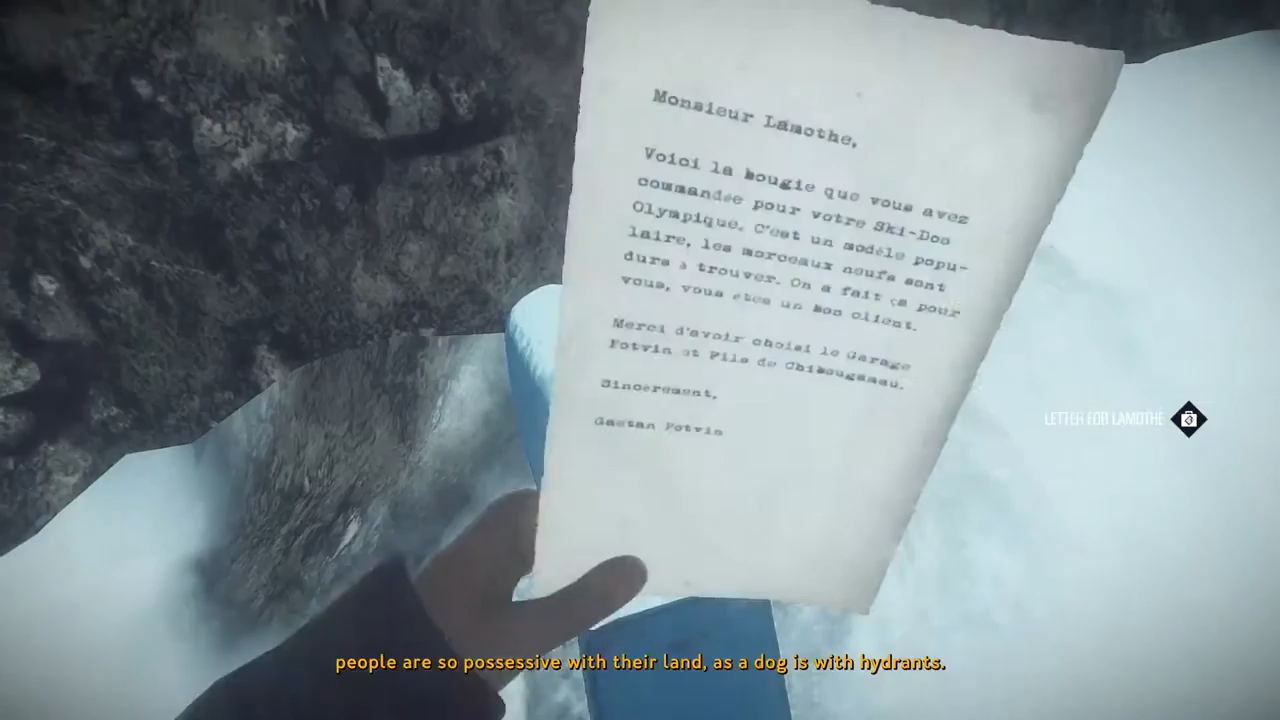 Monsieur Lamothe,
Voici la bougie que vous avez
commandée pour votre Ski-Doo
Olympique. C'est un modèle popu-
laire, les morceaux neufs sont
durs à trouver. On a fait ça pour
vous, vous êtes un bon client.
Merci d'avoir choisi le Garage
Potvin et Fils de Chibougamau.
Sincèrement,
Gaétan Potvin
LETTER FOR LAMOTHE
people are so possessive with their land, as a dog is with hydrants.